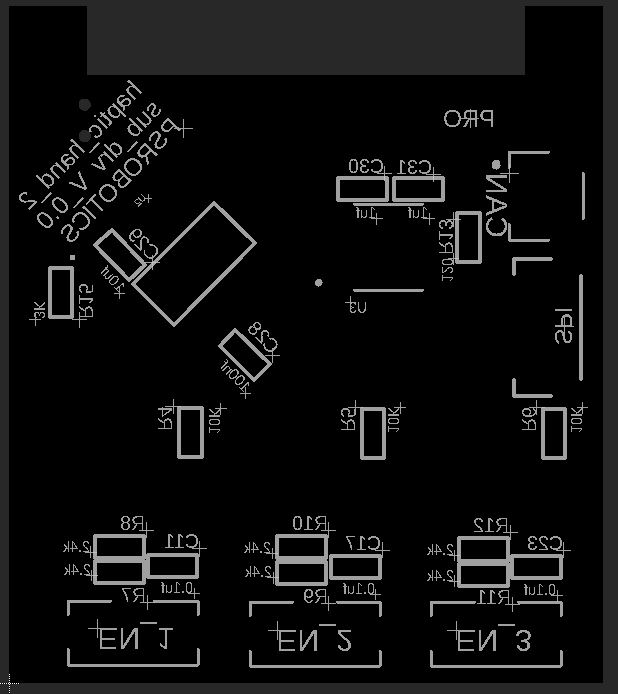 haptic_hand_2
sub_drv_V_0.0
PSROBOTICS
PRO
C30
C31
1uf
1uf
CAN
R13
120
C29
10uf
3K
R15
U3
SPI
C28
100nf
R4
10K
R5
10K
R6
10K
R8
R10
R12
2.4k
C11
2.4k
C17
2.4k
C23
2.4k
2.4k
2.4k
R7
0.1uf
R9
0.1uf
R11
0.1uf
EN_1
EN_2
EN_3